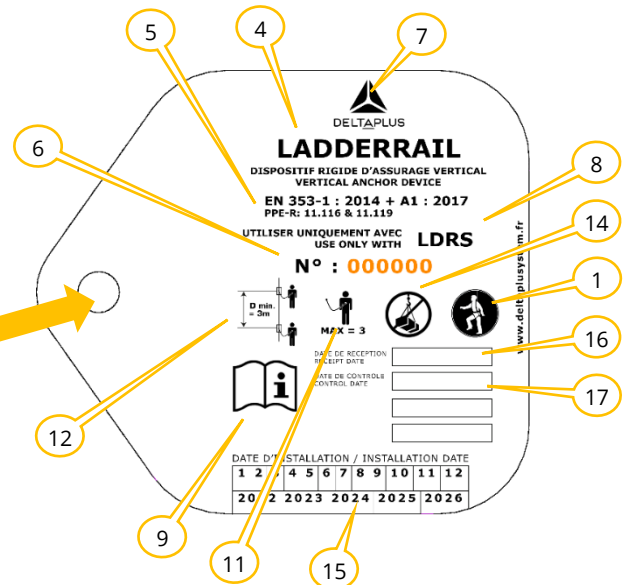 4
7
5
6
8
14
1
16
17
12
9
11
15
DELTAPLUS
LADDERRAIL
DISPOSITIF RIGIDE D'ASSURAGE VERTICAL
VERTICAL ANCHOR DEVICE
EN 353-1 : 2014 + A1 : 2017
PPE-R: 11.116 & 11.119
UTILISER UNIQUEMENT AVEC
USE ONLY WITH
LDRS
N° : 000000
www.deltaplusystem.fr
D min.
= 3m
MAX = 3
i
DATE DE RECEPTION
RECEIPT DATE
DATE DE CONTRÔLE
CONTROL DATE
DATE D'INSTALLATION / INSTALLATION DATE
1 2 3 4 5 6 7 8 9 10 11 12
2022 2023 2024 2025 2026